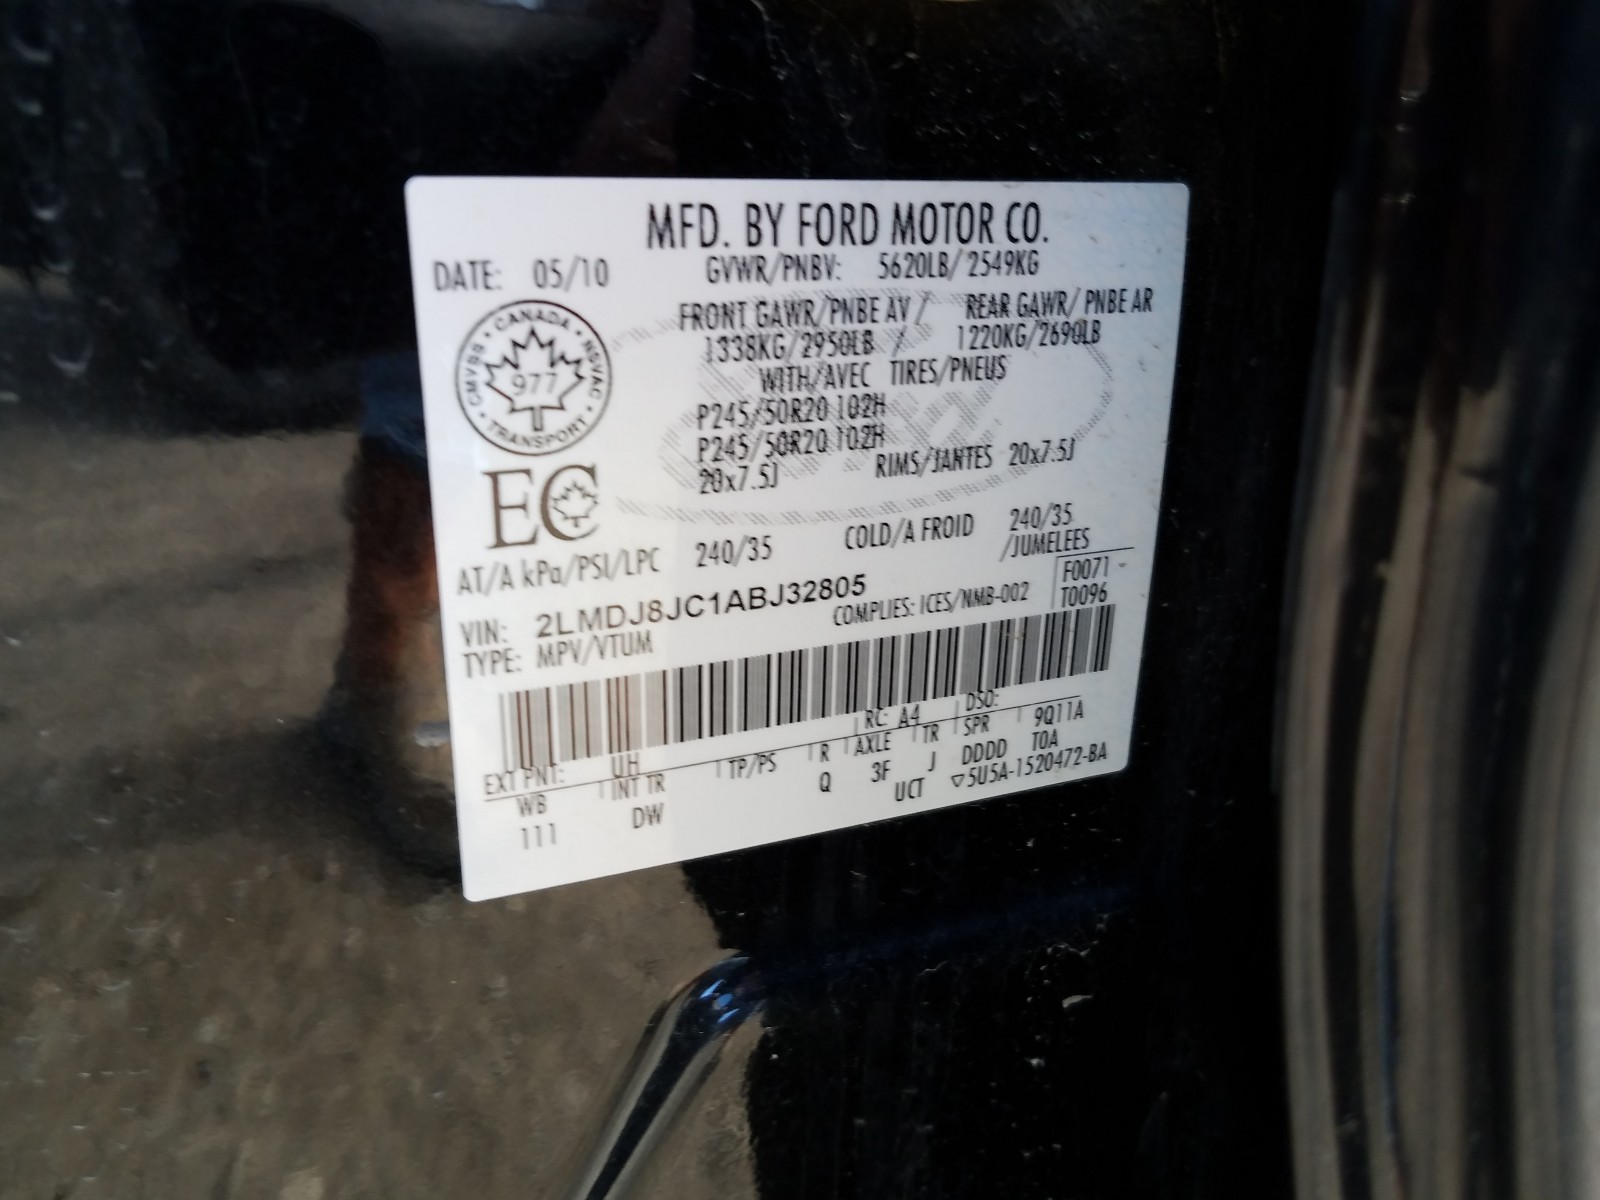 MFD. BY FORD MOTOR CO.
DATE: 05/10 GVWR/PNBV: 5620LB/2549KG
FRONT GAWR/PNBE AV / REAR GAWR/ PNBE AR
1338KG/2950LB / 1220KG/2690LB
WITH/AVEC TIRES/PNEUS
P245/50R20 102H
P245/50R20 102H
20x7.5J RIMS/JANTES 20x7.5J
CANADA · NSVAC · TRANSPORT · CMVSS ·
977
EC
AT/A kPa/PSI/LPC 240/35 COLD/A FROID 240/35
/JUMELEES
VIN: 2LMDJ8JC1ABJ32805 F0071
TYPE: MPV/VTUM COMPLIES: ICES/NMB-002 T0096
EXT PNT: UH RC: A4 DSO:
WB INT TR TP/PS R AXLE TR SPR 9Q11A
111 DW Q 3F J DDDD T0A
UCT ▽5U5A-1520472-BA